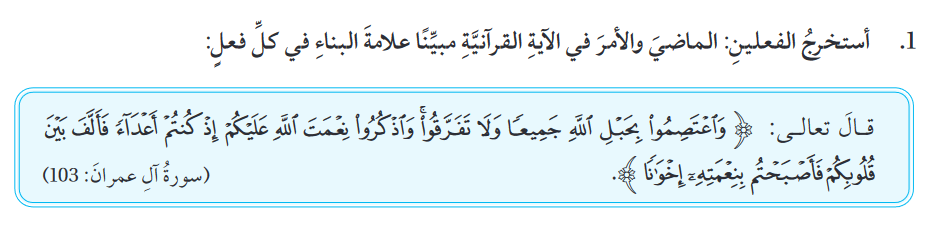 1. أستخرجُ الفعلينِ: الماضيَ والأمرَ في الآيةِ القرآنيَّةِ مبيِّنًا علامةَ البناءِ في كلِّ فعلٍ:
قـالَ تعالـى: ﴿ وَٱعۡتَصِمُواْ بِحَبۡلِ ٱللَّهِ جَمِيعٗا وَلَا تَفَرَّقُواْۚ وَٱذۡكُرُواْ نِعۡمَتَ ٱللَّهِ عَلَيۡكُمۡ إِذۡ كُنتُمۡ أَعۡدَآءٗ فَأَلَّفَ بَيۡنَ
قُلُوبِكُمۡ فَأَصۡبَحۡتُم بِنِعۡمَتِهِۦٓ إِخۡوَٰنٗا ﴾. (سورةُ آلِ عمرانَ: 103)